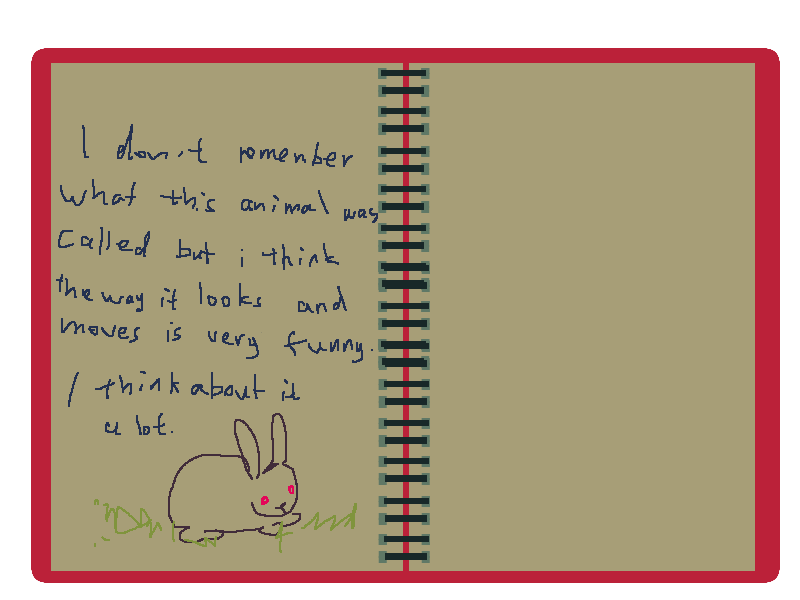 I don't remember
what this animal was
called but i think
the way it looks and
moves is very funny.
I think about it
a lot.